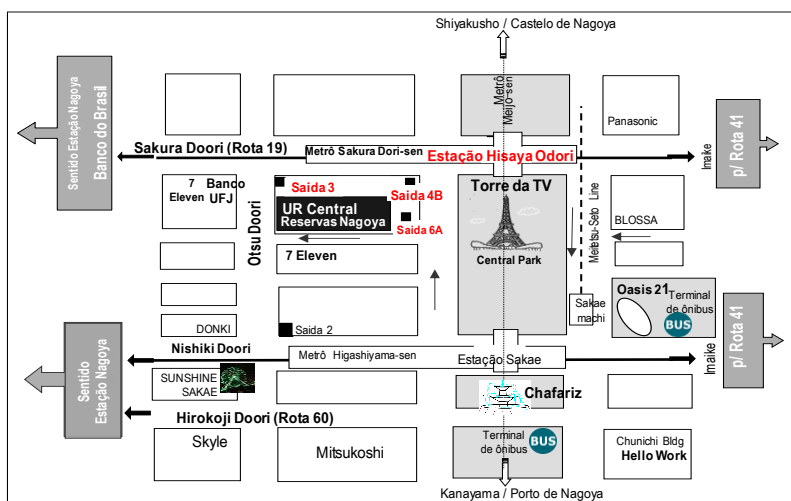 Shiyakusho / Castelo de Nagoya
Metrô
Meijo-sen
Panasonic
Sentido Estação Nagoya
Banco do Brasil
Sakura Doori (Rota 19)
Metrô Sakura Dori-sen
Estação Hisaya Odori
Imaike
p/ Rota 41
7
Eleven
Banco
UFJ
Otsu Doori
Saida 3
Saida 4B
UR Central
Reservas Nagoya
Saida 6A
Torre da TV
Central Park
Meitetsu-Seto Line
BLOSSA
7 Eleven
Oasis 21
Terminal
de ônibus
BUS
Sakae
machi
DONKI
Saida 2
Nishiki Doori
Metrô Higashiyama-sen
Estação Sakae
Imaike
p/ Rota 41
Sentido
Estação Nagoya
SUNSHINE
SAKAE
Chafariz
Hirokoji Doori (Rota 60)
Skyle
Mitsukoshi
Terminal
de ônibus
BUS
Chunichi Bldg
Hello Work
Kanayama / Porto de Nagoya